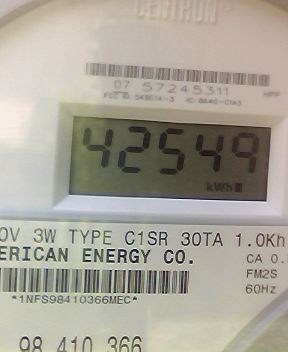 CENTRON
07 57245311
42549
kWh
0V 3W TYPE C1SR 30TA 1.0Kh
ERICAN ENERGY CO.
CA 0.
FM2S
*1NFS98410366MEC*
60Hz
98 410 366